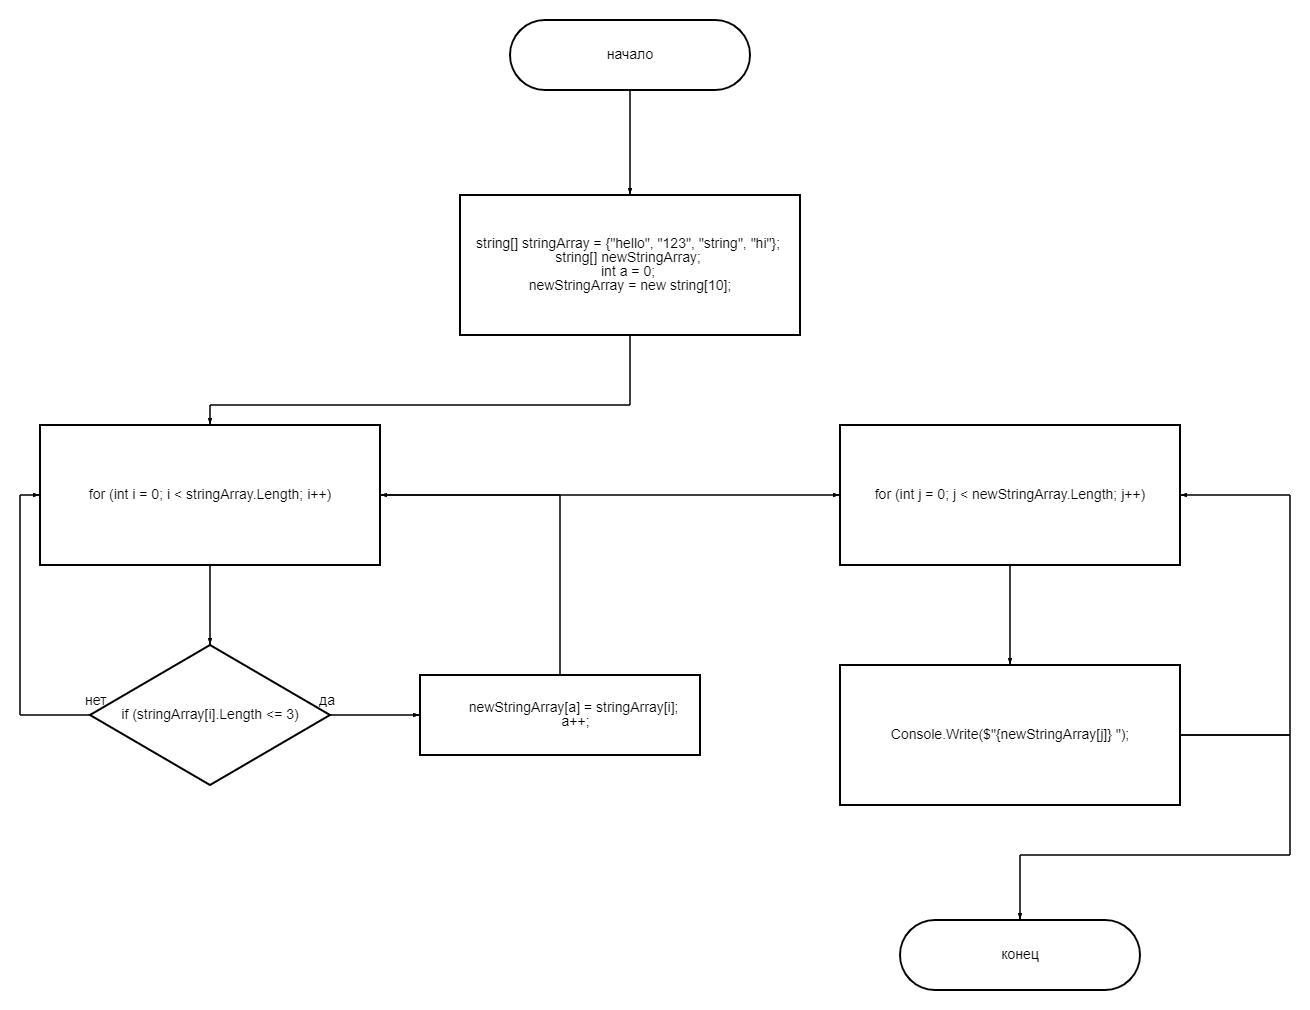 начало
string[] stringArray = {"hello", "123", "string", "hi"};
string[] newStringArray;
int a = 0;
newStringArray = new string[10];
for (int i = 0; i < stringArray.Length; i++)
for (int j = 0; j < newStringArray.Length; j++)
нет
if (stringArray[i].Length <= 3)
да
newStringArray[a] = stringArray[i];
a++;
Console.Write($"{newStringArray[j]} ");
конец